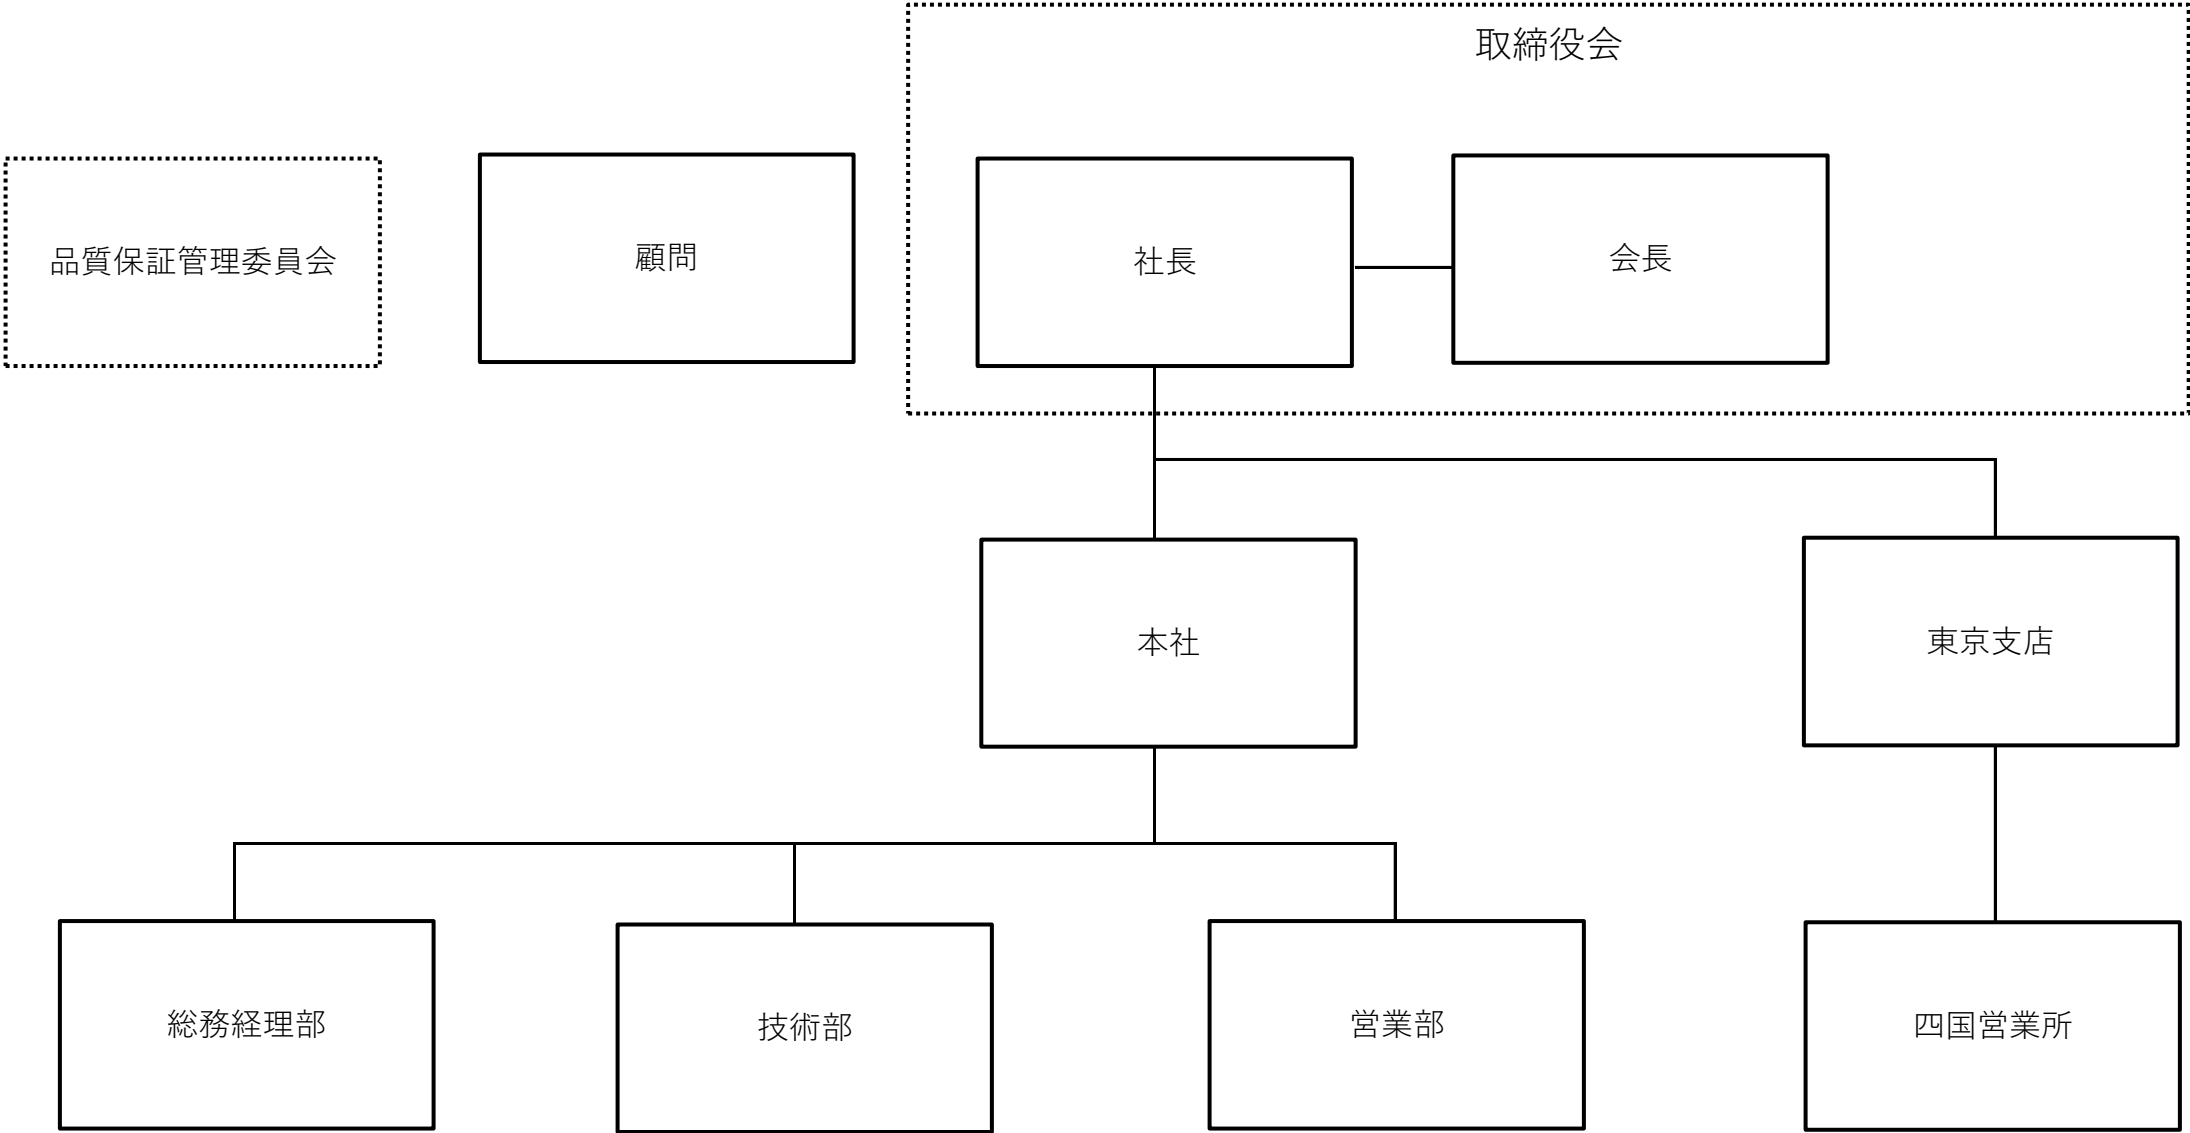 取締役会
品質保証管理委員会
顧問
社長
会長
本社
東京支店
総務経理部
技術部
営業部
四国営業所